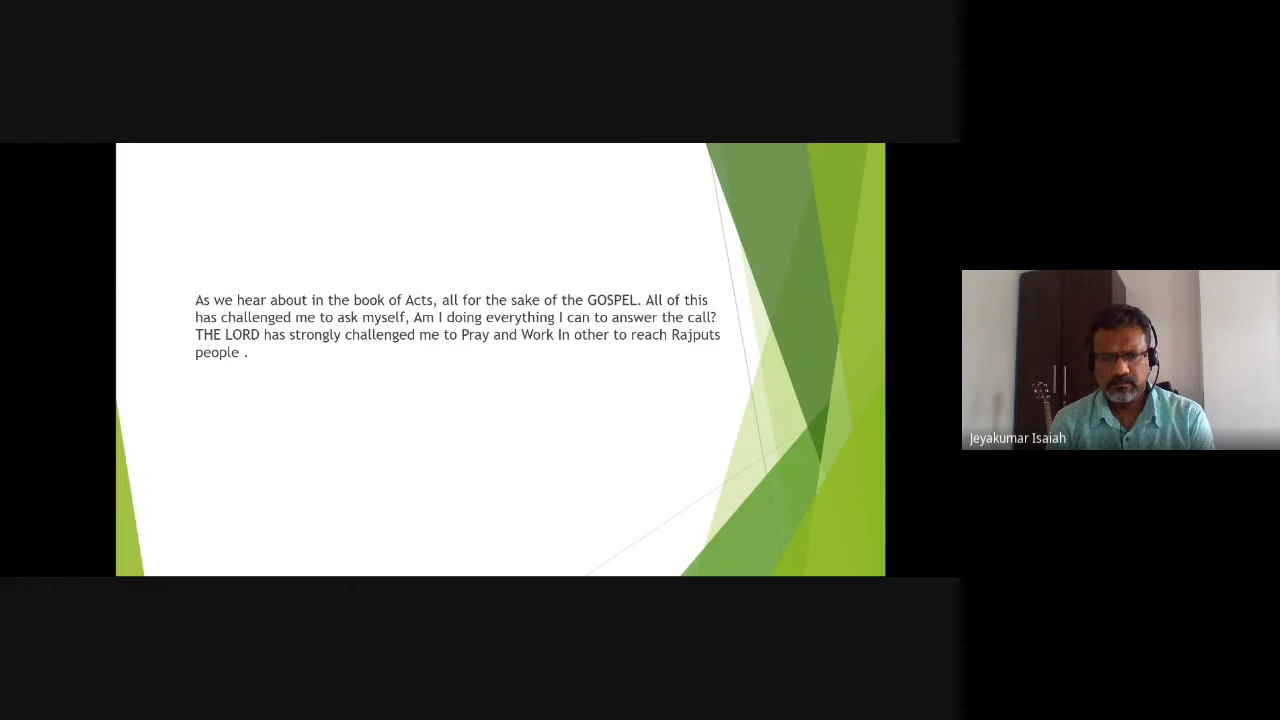 As we hear about in the book of Acts, all for the sake of the GOSPEL. All of this
has challenged me to ask myself, Am I doing everything I can to answer the call?
THE LORD has strongly challenged me to Pray and Work In other to reach Rajputs
people .
Jeyakumar Isaiah